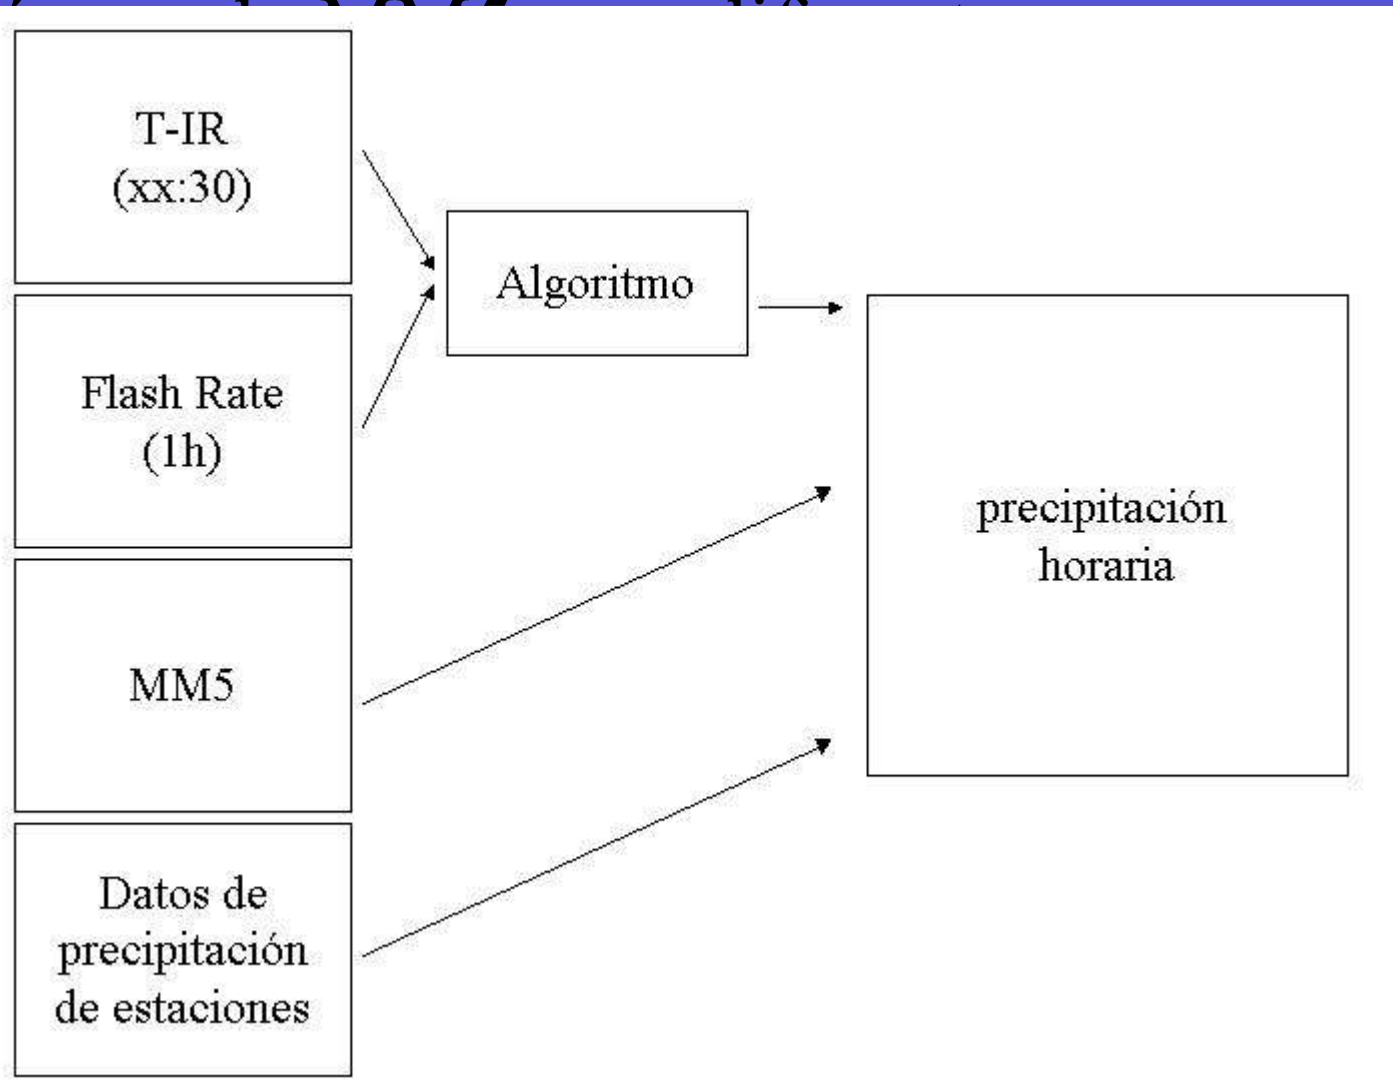 T-IR
(xx:30)
Algoritmo
Flash Rate
(1h)
precipitación
horaria
MM5
Datos de
precipitación
de estaciones